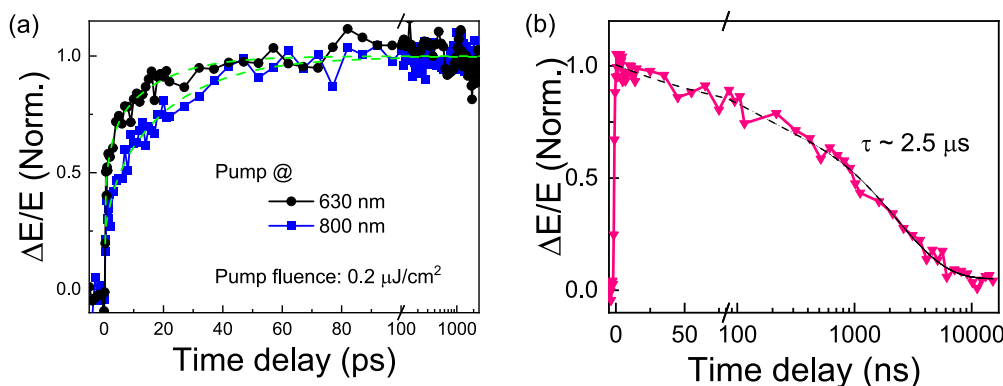 (a)
ΔE/E (Norm.)
1.0
0.5
0.0
Pump @
630 nm
800 nm
Pump fluence: 0.2 μJ/cm²
0 20 40 60 80 100 1000
Time delay (ps)
(b)
ΔE/E (Norm.)
1.0
0.5
0.0
τ ~ 2.5 μs
0 50 100 1000 10000
Time delay (ns)